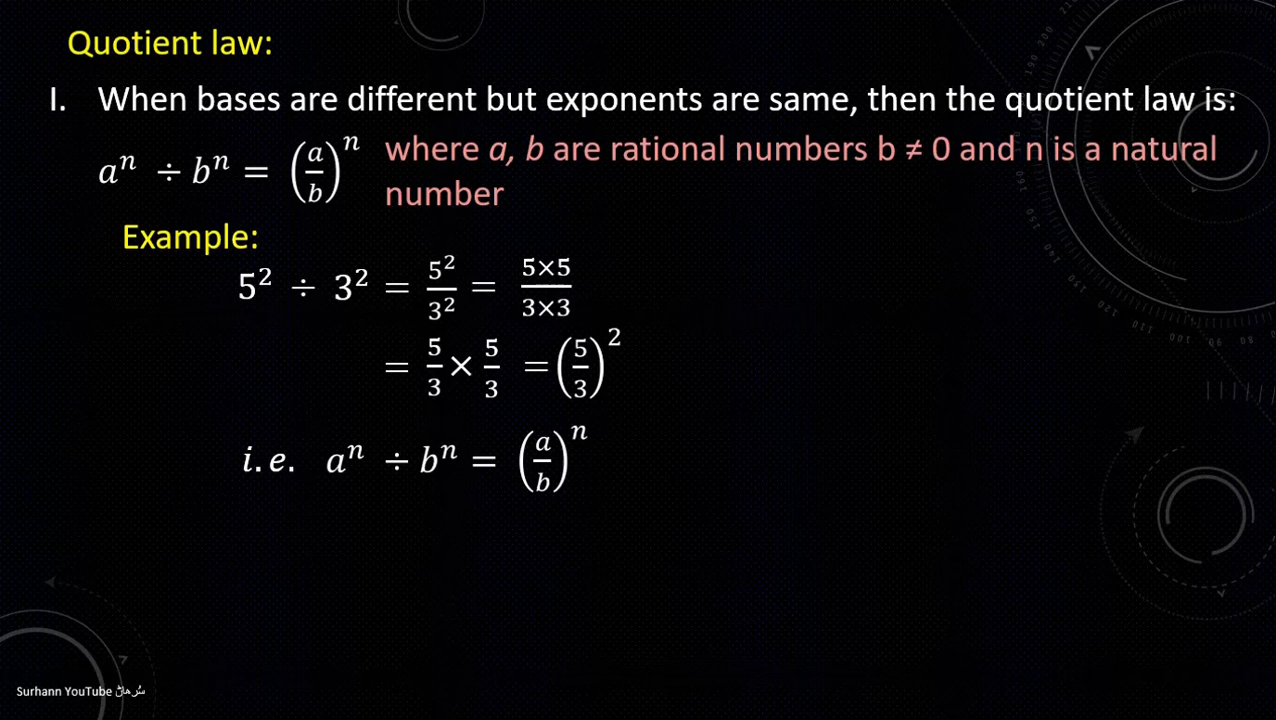 Quotient law:
I. When bases are different but exponents are same, then the quotient law is:
aⁿ ÷ bⁿ = (a/b)ⁿ where a, b are rational numbers b ≠ 0 and n is a natural
number
Example:
5² ÷ 3² = 5²/3² = 5×5/3×3
= 5/3 × 5/3 = (5/3)²
i.e. aⁿ ÷ bⁿ = (a/b)ⁿ
Surhann YouTube سُرهاڻ